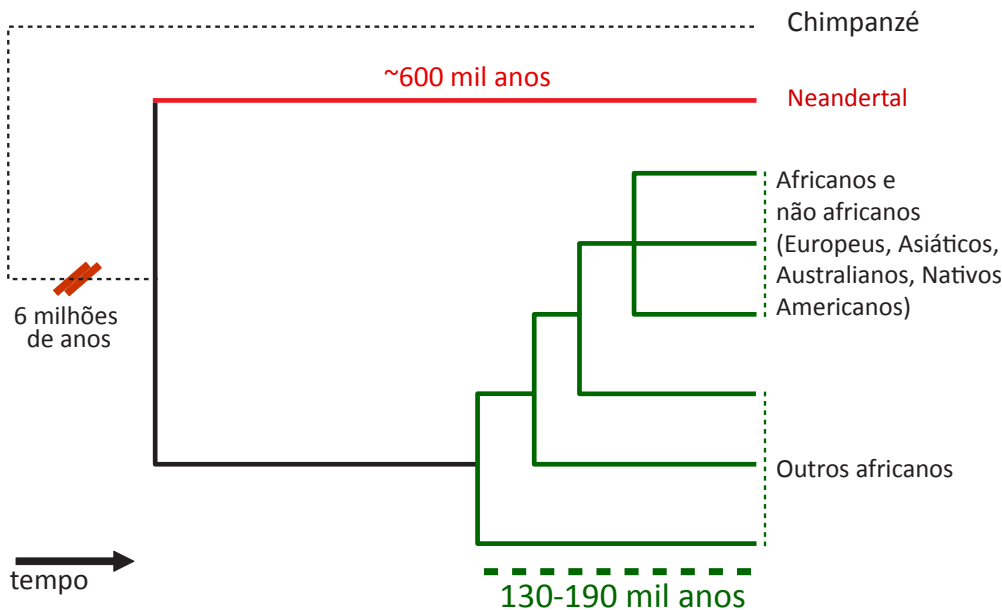 Chimpanzé
~600 mil anos
Neandertal
Africanos e
não africanos
(Europeus, Asiáticos,
Australianos, Nativos
Americanos)
6 milhões
de anos
Outros africanos
tempo
130-190 mil anos